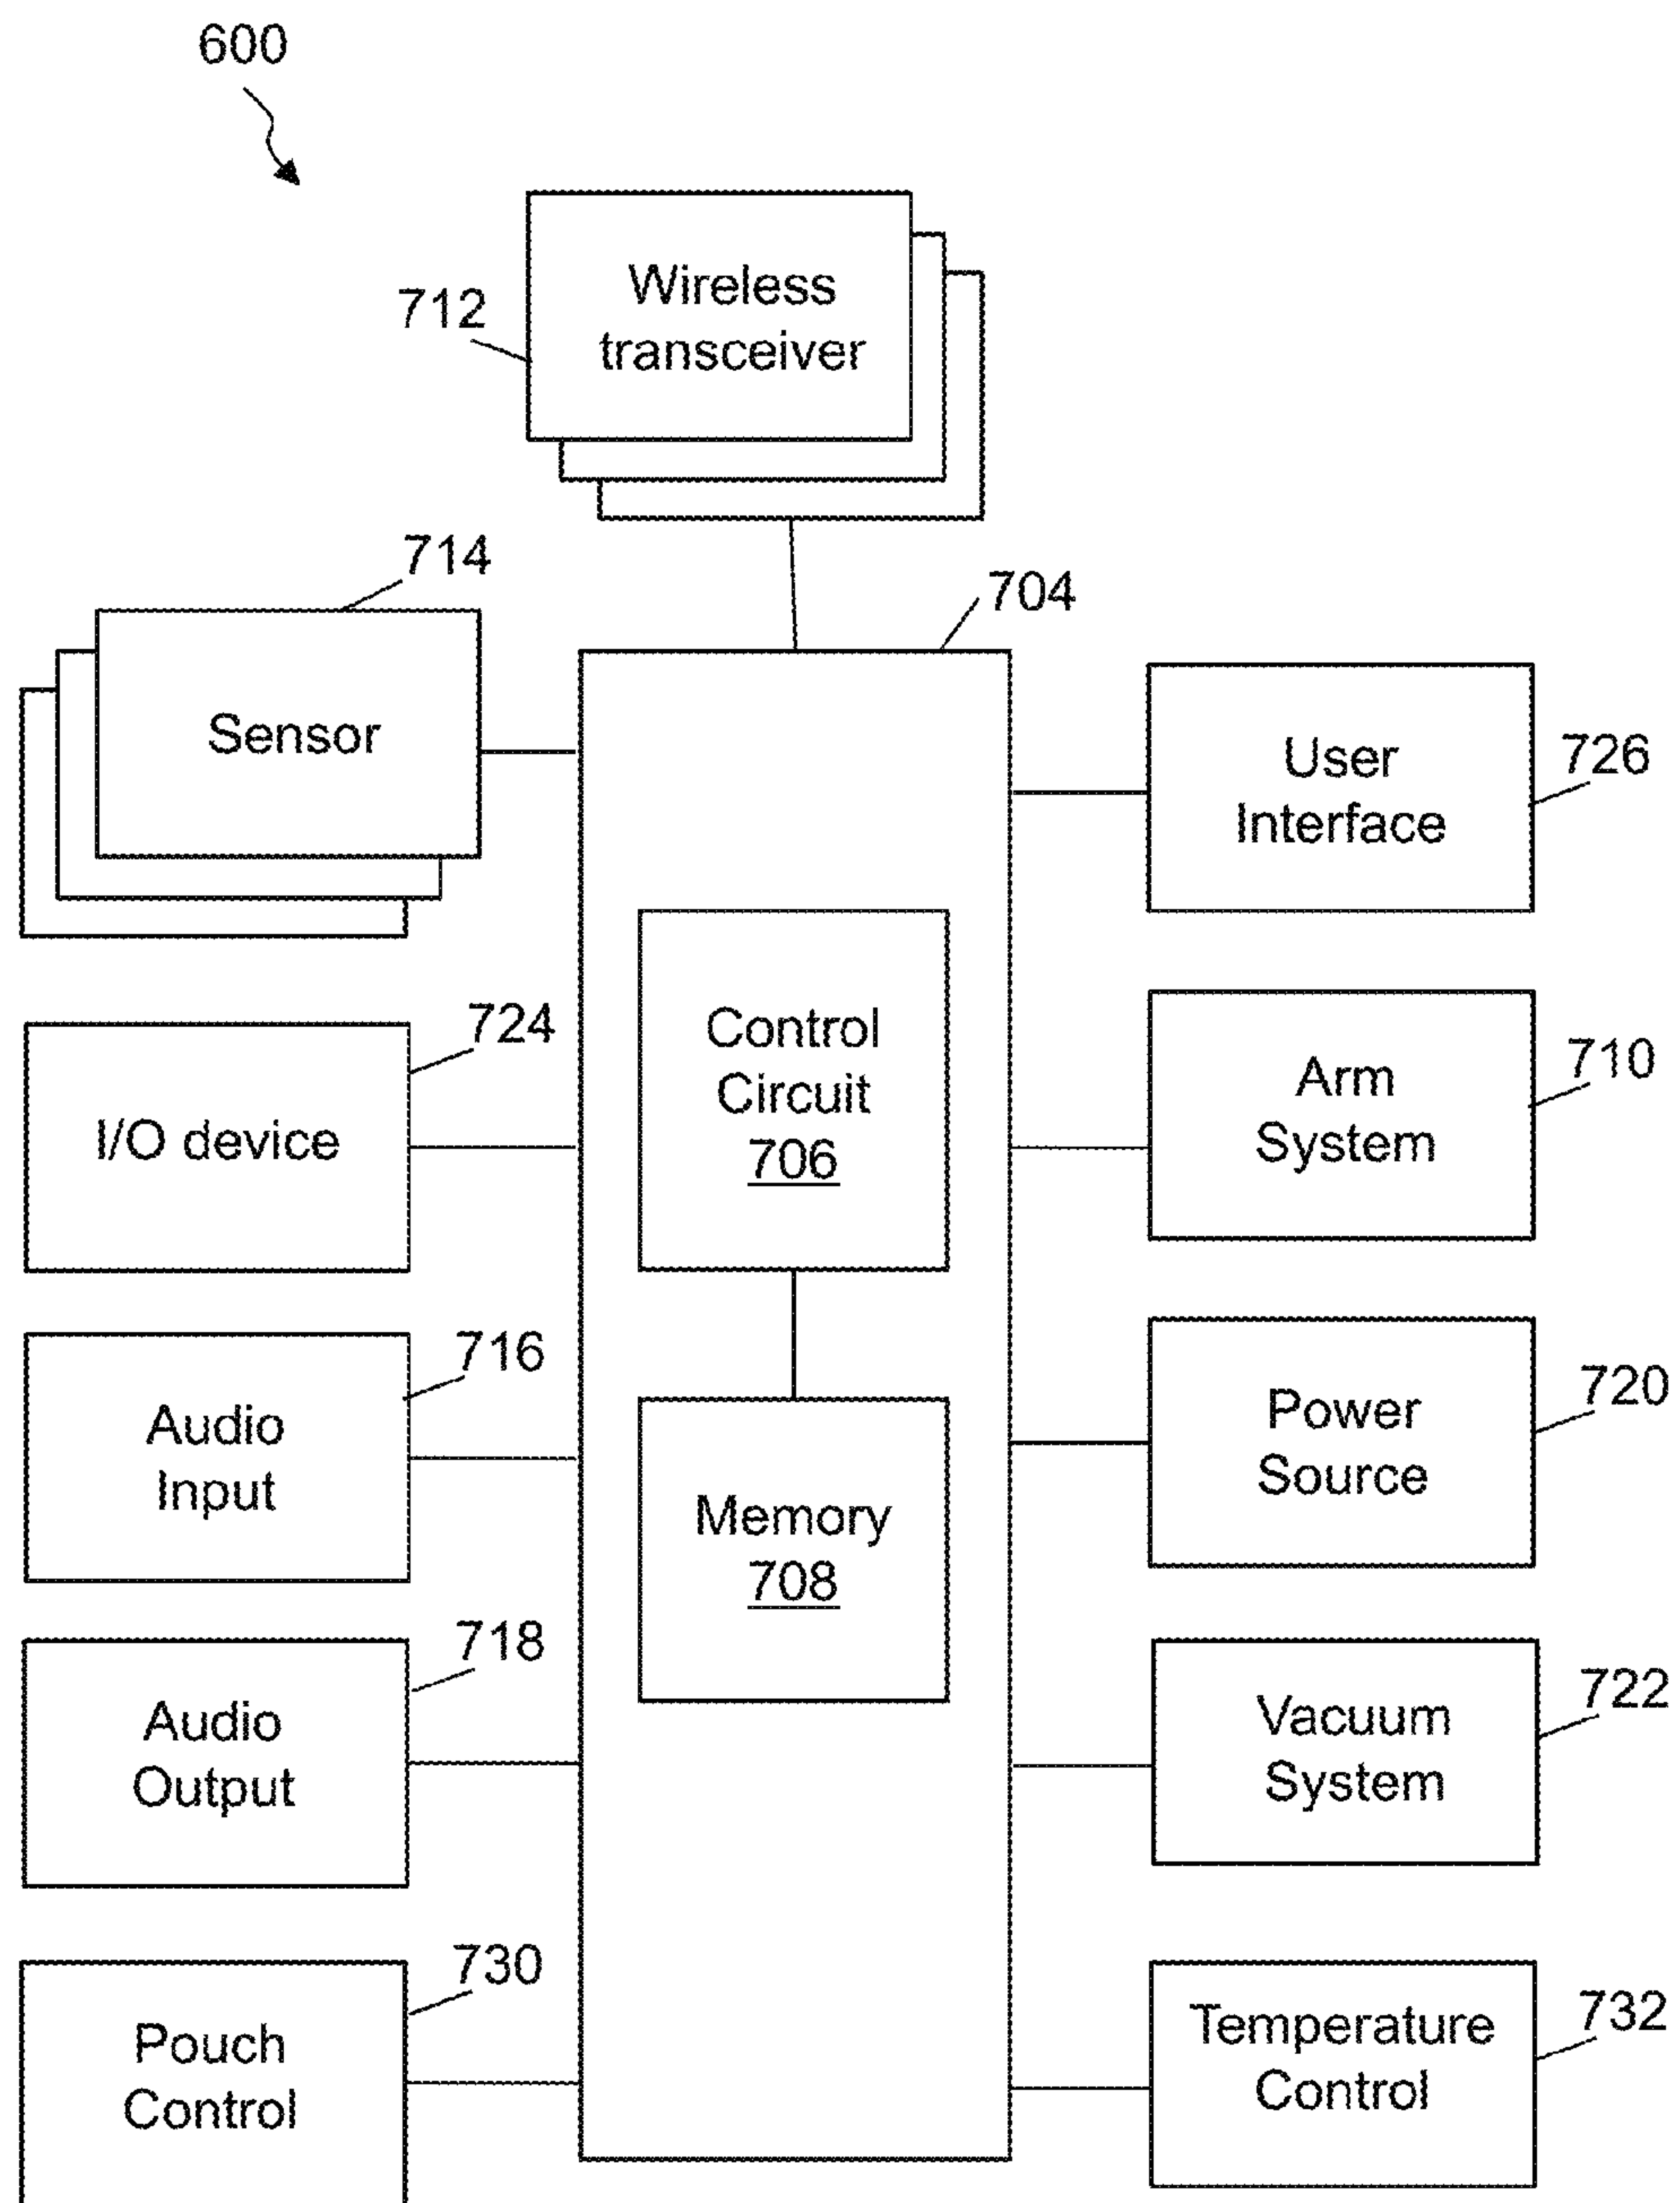 600
712
Wireless
transceiver
714
704
Sensor
User
Interface
726
724
I/O device
Control
Circuit
706
Arm
System
710
716
Audio
Input
Memory
708
Power
Source
720
718
Audio
Output
Vacuum
System
722
730
Pouch
Control
Temperature
Control
732